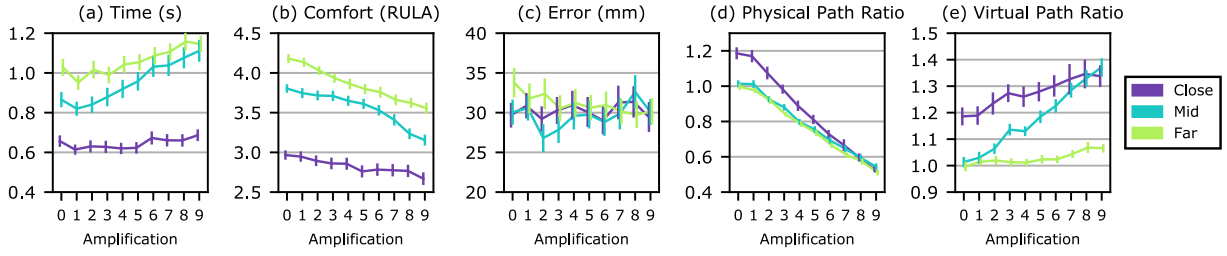 (a) Time (s)
1.2
1.0
0.8
0.6
0.4
0 1 2 3 4 5 6 7 8 9
Amplification
(b) Comfort (RULA)
4.5
4.0
3.5
3.0
2.5
0 1 2 3 4 5 6 7 8 9
Amplification
(c) Error (mm)
40
35
30
25
20
0 1 2 3 4 5 6 7 8 9
Amplification
(d) Physical Path Ratio
1.2
1.0
0.8
0.6
0.4
0 1 2 3 4 5 6 7 8 9
Amplification
(e) Virtual Path Ratio
1.5
1.4
1.3
1.2
1.1
1.0
0.9
0 1 2 3 4 5 6 7 8 9
Amplification
Close
Mid
Far